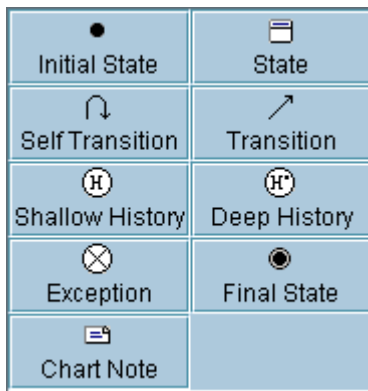 Initial State
State
Self Transition
Transition
H
H*
Shallow History
Deep History
Exception
Final State
Chart Note